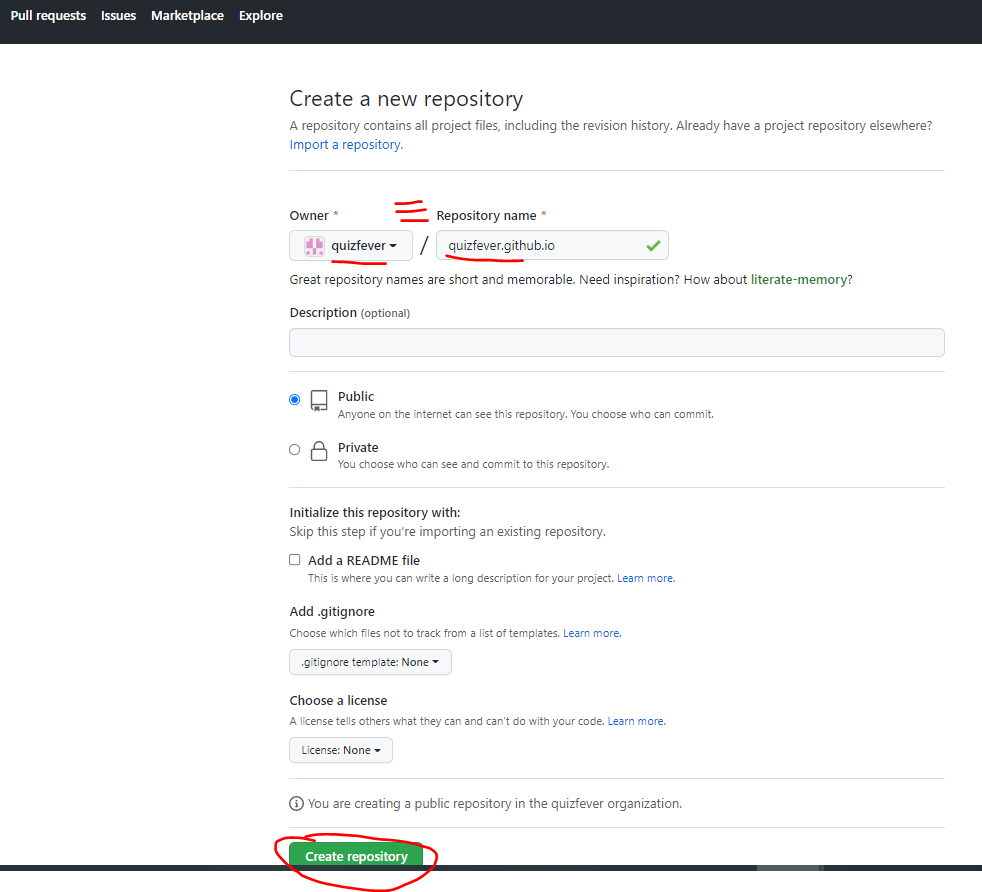 Pull requests Issues Marketplace Explore
Create a new repository
A repository contains all project files, including the revision history. Already have a project repository elsewhere?
Import a repository.
Owner * Repository name *
quizfever / quizfever.github.io
Great repository names are short and memorable. Need inspiration? How about literate-memory?
Description (optional)
Public
Anyone on the internet can see this repository. You choose who can commit.
Private
You choose who can see and commit to this repository.
Initialize this repository with:
Skip this step if you're importing an existing repository.
Add a README file
This is where you can write a long description for your project. Learn more.
Add .gitignore
Choose which files not to track from a list of templates. Learn more.
.gitignore template: None
Choose a license
A license tells others what they can and can't do with your code. Learn more.
License: None
You are creating a public repository in the quizfever organization.
Create repository